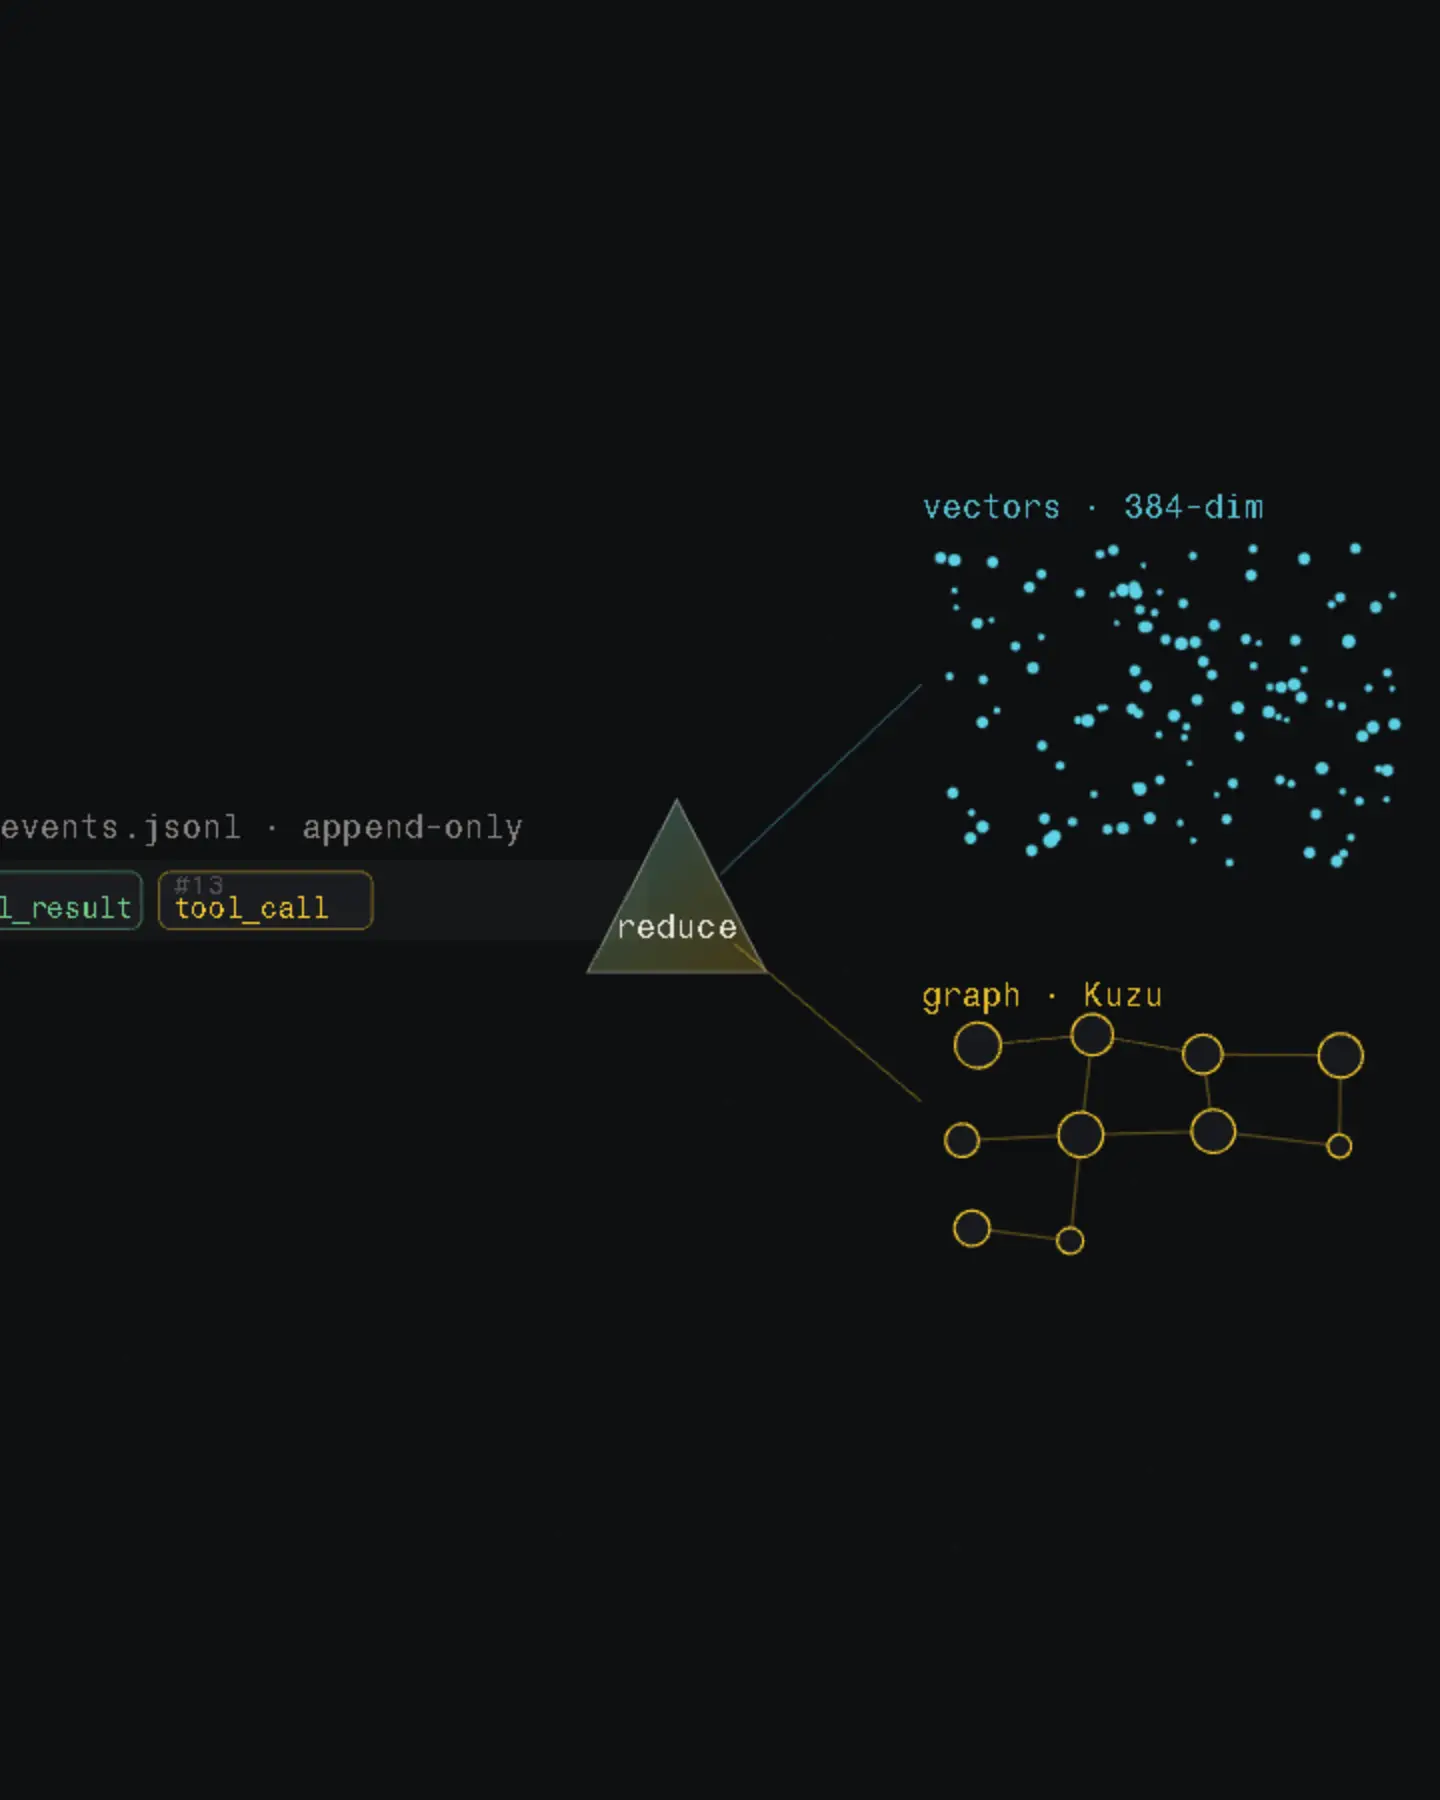 vectors · 384-dim
events.jsonl · append-only
l_result
#13
tool_call
reduce
graph · Kuzu